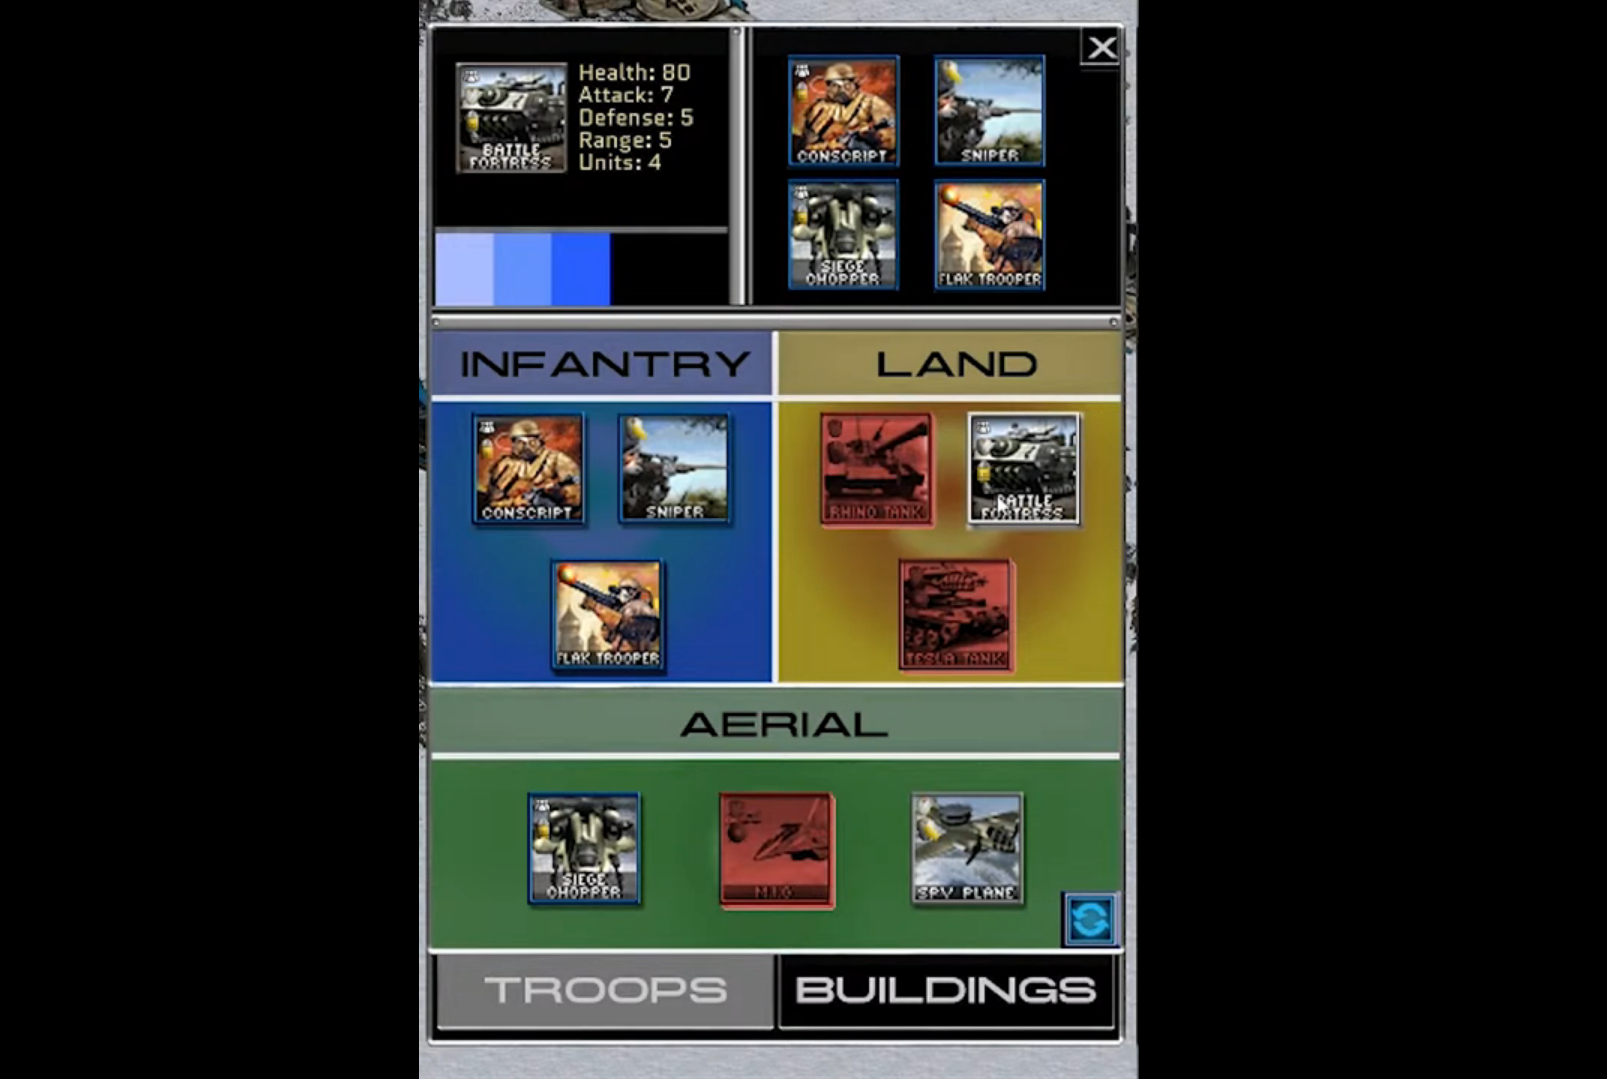 Health: 80
Attack: 7
Defense: 5
Range: 5
Units: 4
BATTLE
FORTRESS
CONSCRIPT
SNIPER
SIEGE
CHOPPER
FLAK TROOPER
INFANTRY
LAND
CONSCRIPT
SNIPER
RHINO TANK
BATTLE
FORTRESS
FLAK TROOPER
TESLA TANK
AERIAL
SIEGE
CHOPPER
M.I.G
SPY PLANE
TROOPS
BUILDINGS